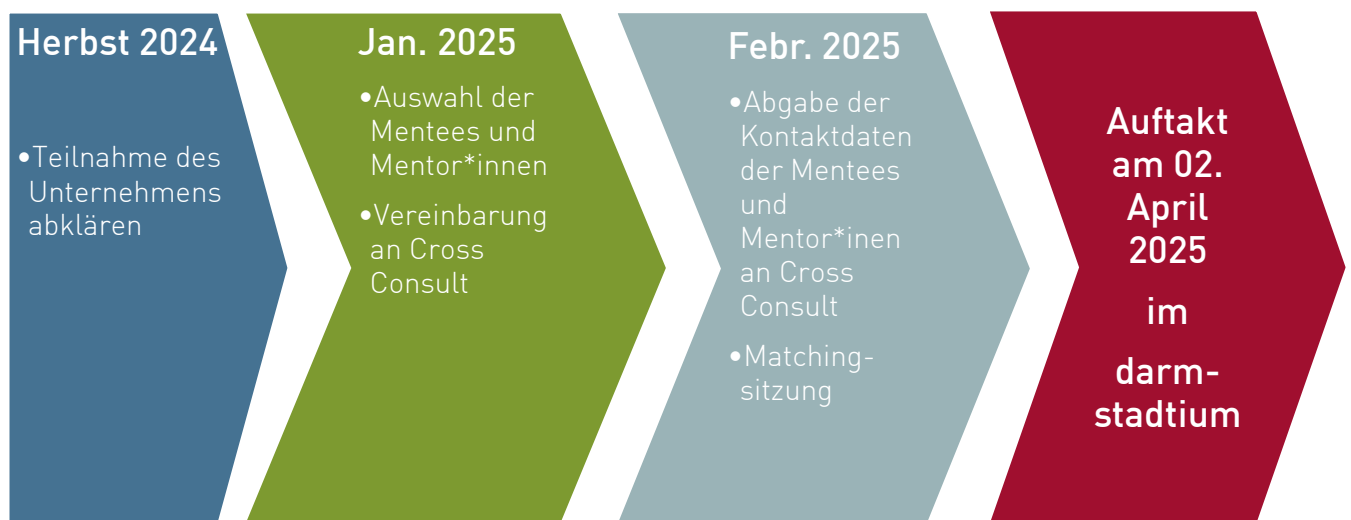 Herbst 2024
•Teilnahme des
Unternehmens
abklären
Jan. 2025
•Auswahl der
Mentees und
Mentor*innen
•Vereinbarung
an Cross
Consult
Febr. 2025
•Abgabe der
Kontaktdaten
der Mentees
und
Mentor*inen
an Cross
Consult
•Matching-
sitzung
Auftakt
am 02.
April
2025
im
darm-
stadtium